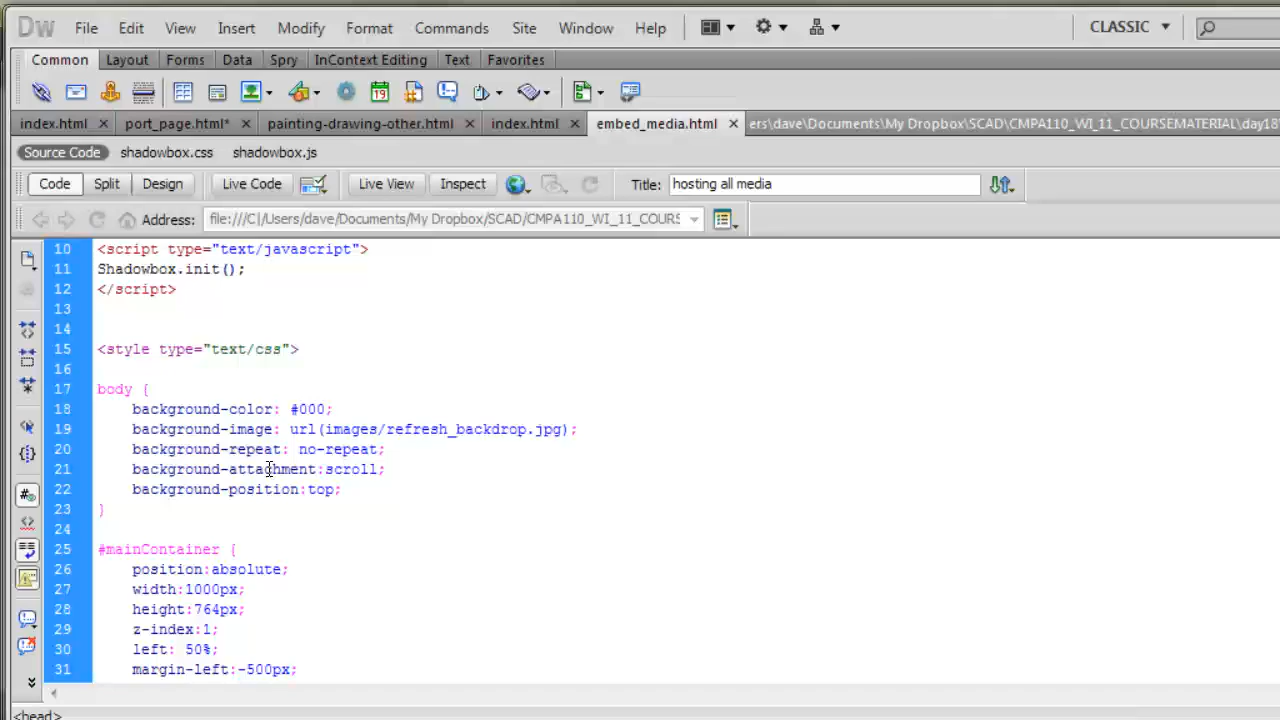 Dw File Edit View Insert Modify Format Commands Site Window Help CLASSIC
Common Layout Forms Data Spry InContext Editing Text Favorites
index.html port_page.html* painting-drawing-other.html index.html embed_media.html ers\dave\Documents\My Dropbox\SCAD\CMPA110_WI_11_COURSEMATERIAL\day18
Source Code shadowbox.css shadowbox.js
Code Split Design Live Code Live View Inspect Title: hosting all media
Address: file:///C|/Users/dave/Documents/My Dropbox/SCAD/CMPA110_WI_11_COURS
10 <script type="text/javascript">
11 Shadowbox.init();
12 </script>
13
14
15 <style type="text/css">
16
17 body {
18 background-color: #000;
19 background-image: url(images/refresh_backdrop.jpg);
20 background-repeat: no-repeat;
21 background-attachment:scroll;
22 background-position:top;
23 }
24
25 #mainContainer {
26 position:absolute;
27 width:1000px;
28 height:764px;
29 z-index:1;
30 left: 50%;
31 margin-left:-500px;
<head>